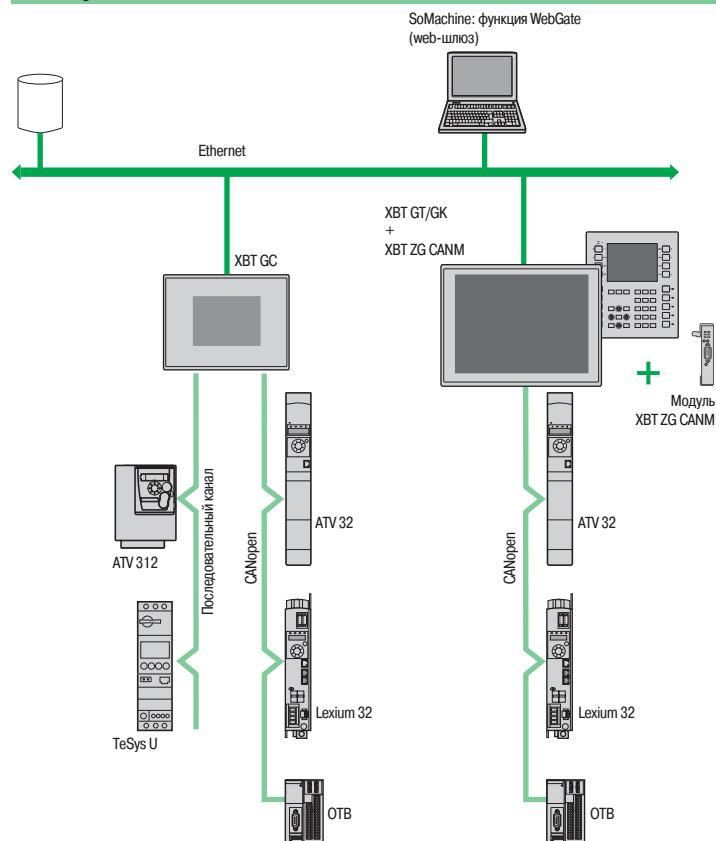 SoMachine: функция WebGate
(web-шлюз)
Ethernet
XBT GT/GK
+
XBT ZG CANM
XBT GC
+
Модуль
XBT ZG CANM
Последовательный канал
CANopen
ATV 312
ATV 32
CANopen
ATV 32
TeSys U
Lexium 32
Lexium 32
OTB
OTB